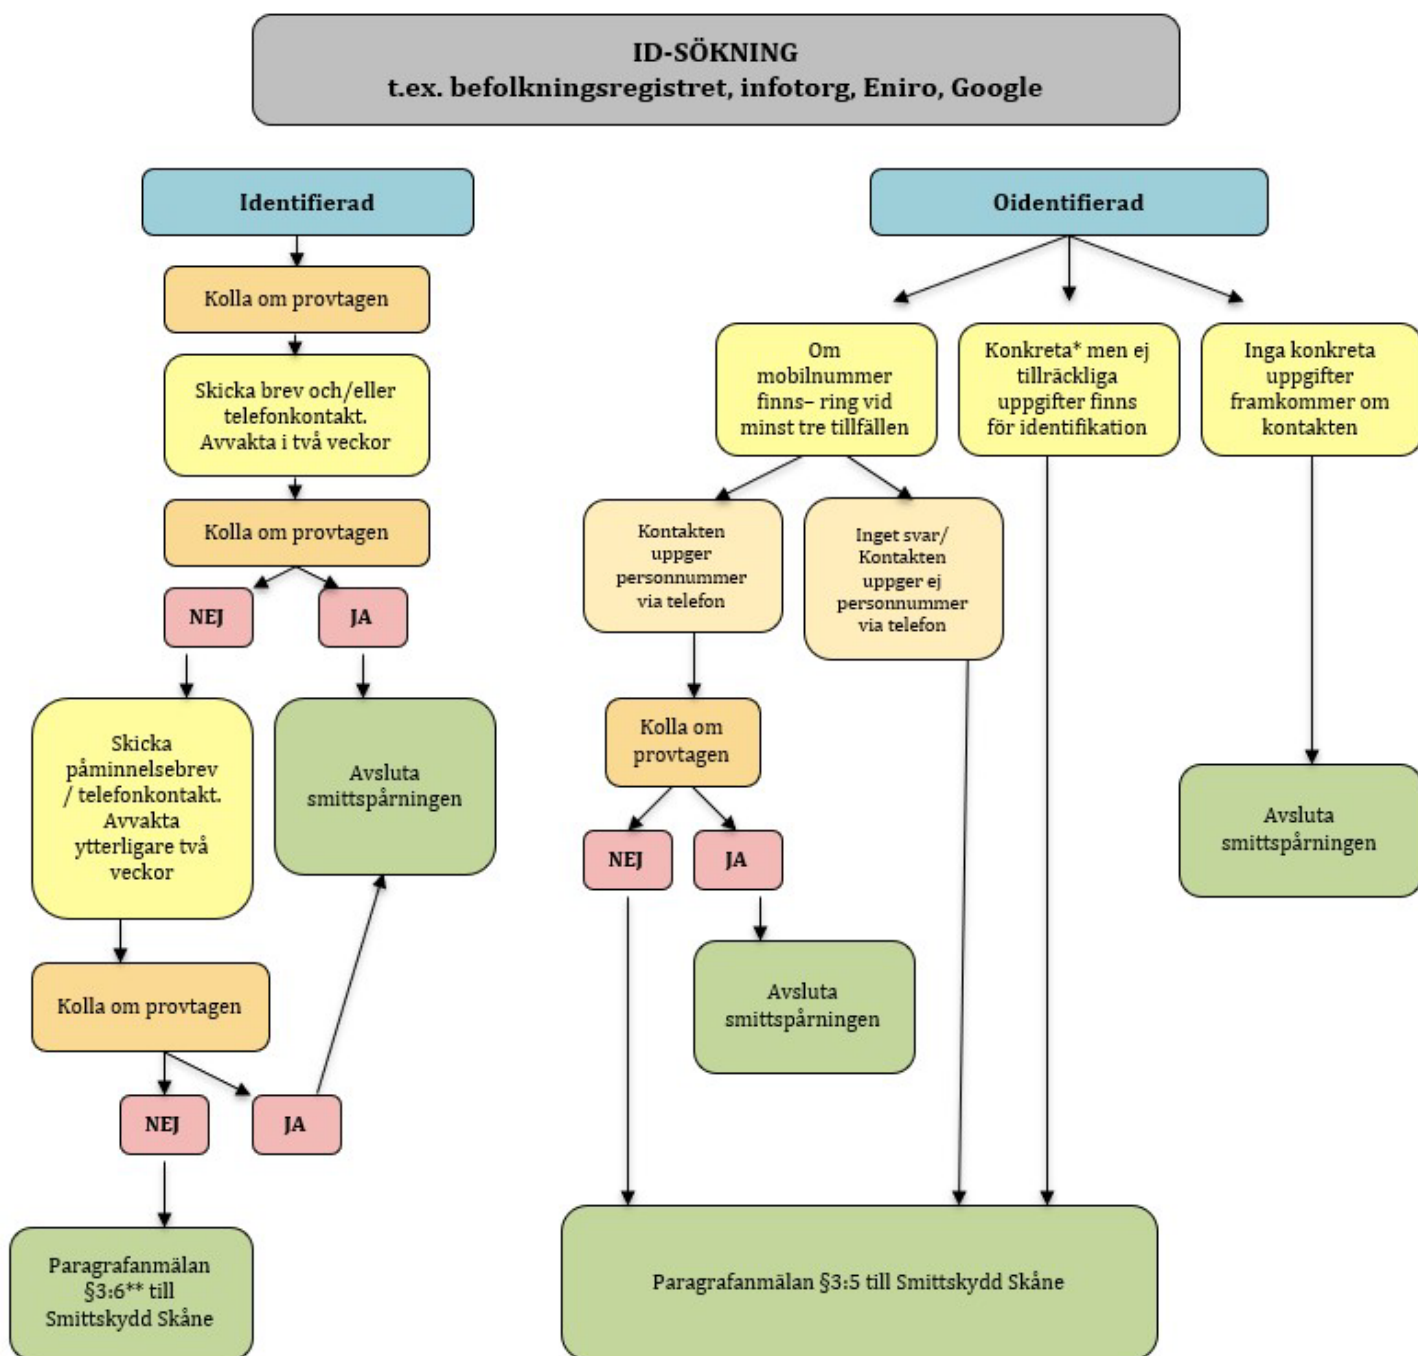 ID-SÖKNING
t.ex. befolkningsregistret, infotorg, Eniro, Google
Identifierad
Kolla om provtagen
Skicka brev och/eller
telefonkontakt.
Avvakta i två veckor
Kolla om provtagen
NEJ
JA
Skicka
påminnelsebrev
/ telefonkontakt.
Avvakta
ytterligare två
veckor
Avsluta
smittspårningen
Kolla om provtagen
NEJ
JA
Paragrafanmälan
§3:6** till
Smittskydd Skåne
Oidentifierad
Om
mobilnummer
finns– ring vid
minst tre tillfällen
Konkreta* men ej
tillräckliga
uppgifter finns
för identifikation
Inga konkreta
uppgifter
framkommer om
kontakten
Kontakten
uppger
personnummer
via telefon
Inget svar/
Kontakten
uppger ej
personnummer
via telefon
Kolla om
provtagen
NEJ
JA
Avsluta
smittspårningen
Avsluta
smittspårningen
Paragrafanmälan §3:5 till Smittskydd Skåne